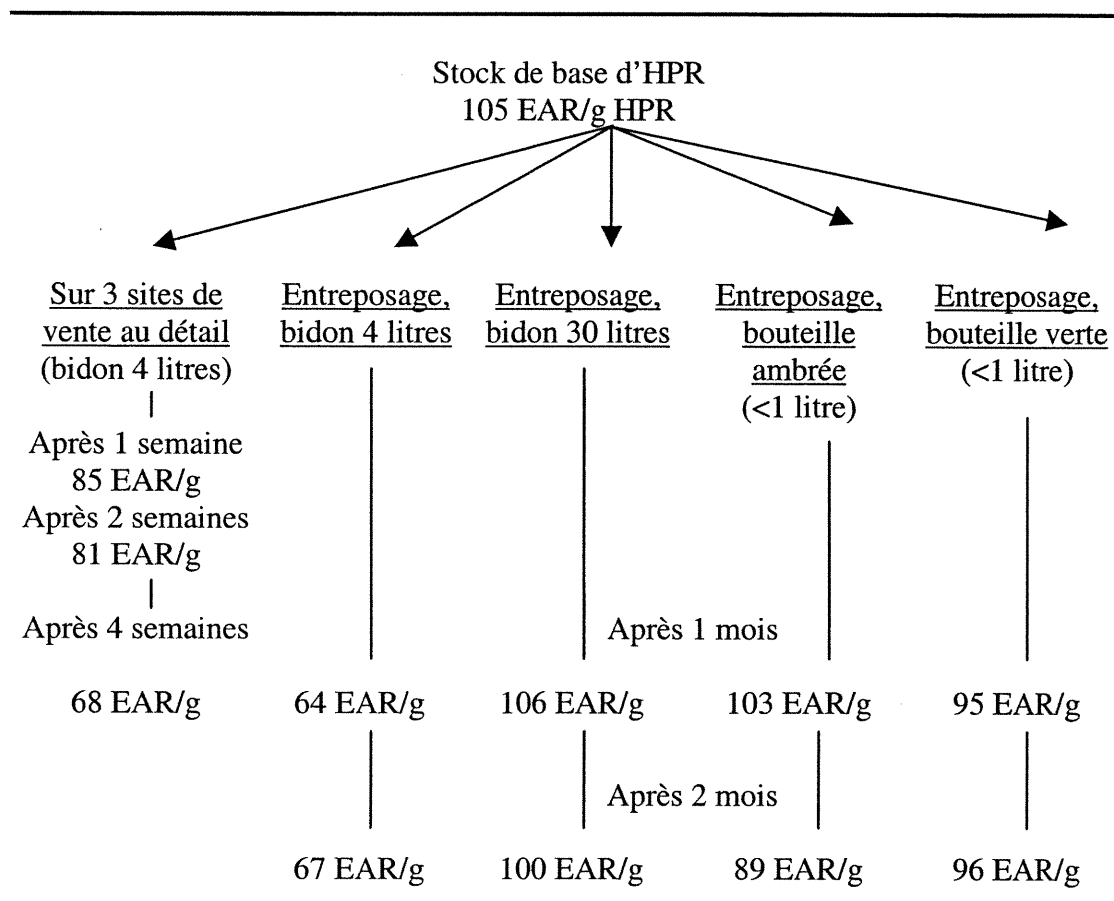 Stock de base d'HPR
105 EAR/g HPR
Sur 3 sites de
vente au détail
(bidon 4 litres)
Après 1 semaine
85 EAR/g
Après 2 semaines
81 EAR/g
Après 4 semaines
68 EAR/g
Entreposage,
bidon 4 litres
Entreposage,
bidon 30 litres
Entreposage,
bouteille
ambrée
(<1 litre)
Entreposage,
bouteille verte
(<1 litre)
Après 1 mois
64 EAR/g
106 EAR/g
103 EAR/g
95 EAR/g
Après 2 mois
67 EAR/g
100 EAR/g
89 EAR/g
96 EAR/g